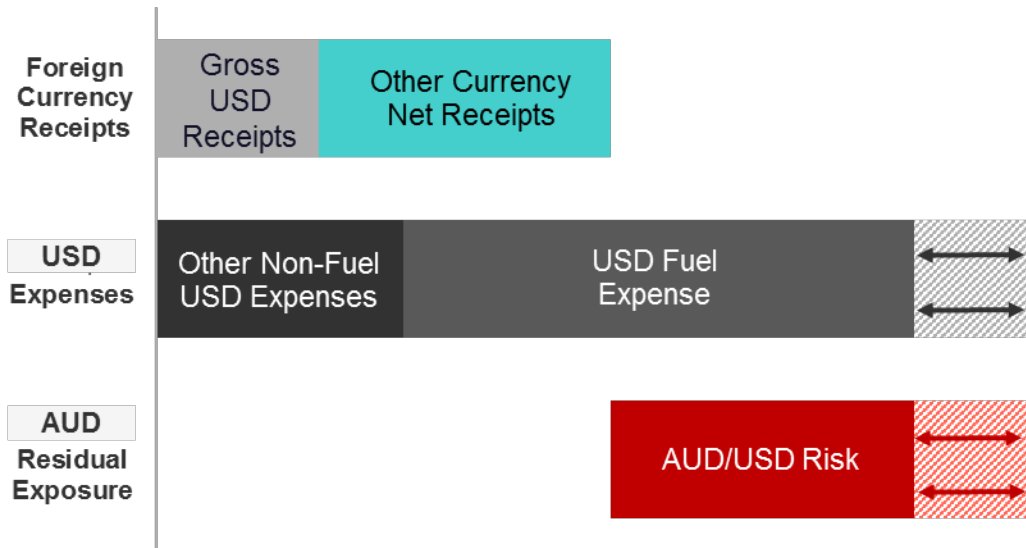 Foreign
Currency
Receipts
Gross
USD
Receipts
Other Currency
Net Receipts
USD
Expenses
Other Non-Fuel
USD Expenses
USD Fuel
Expense
AUD
Residual
Exposure
AUD/USD Risk